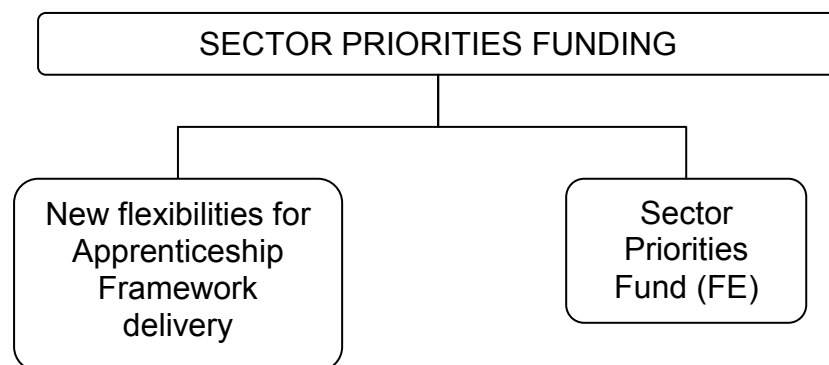 SECTOR PRIORITIES FUNDING
New flexibilities for
Apprenticeship
Framework
delivery
Sector
Priorities
Fund (FE)